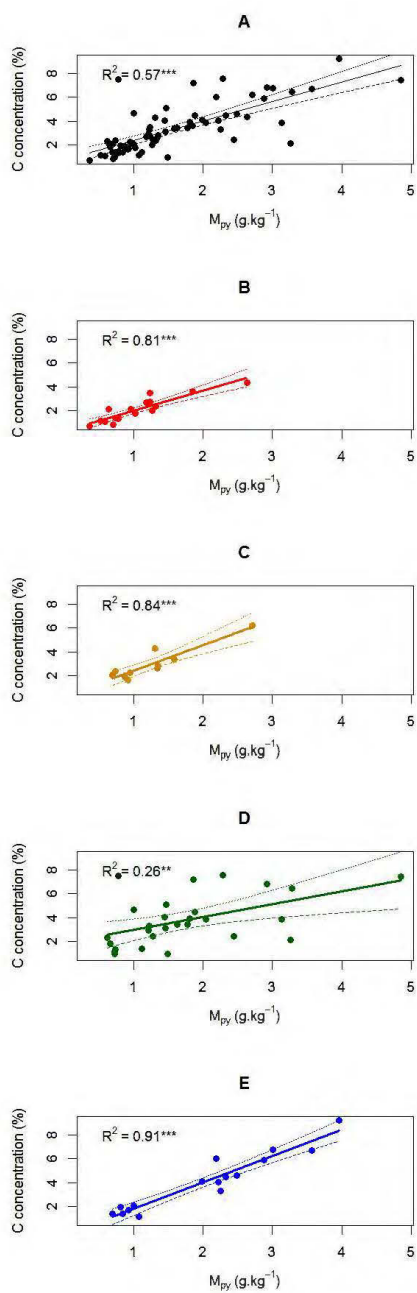 A
R² = 0.57***
C concentration (%)
8
6
4
2
1 2 3 4 5
Mpy (g.kg⁻¹)
B
R² = 0.81***
C concentration (%)
8
6
4
2
1 2 3 4 5
Mpy (g.kg⁻¹)
C
R² = 0.84***
C concentration (%)
8
6
4
2
1 2 3 4 5
Mpy (g.kg⁻¹)
D
R² = 0.26**
C concentration (%)
8
6
4
2
1 2 3 4 5
Mpy (g.kg⁻¹)
E
R² = 0.91***
C concentration (%)
8
6
4
2
1 2 3 4 5
Mpy (g.kg⁻¹)